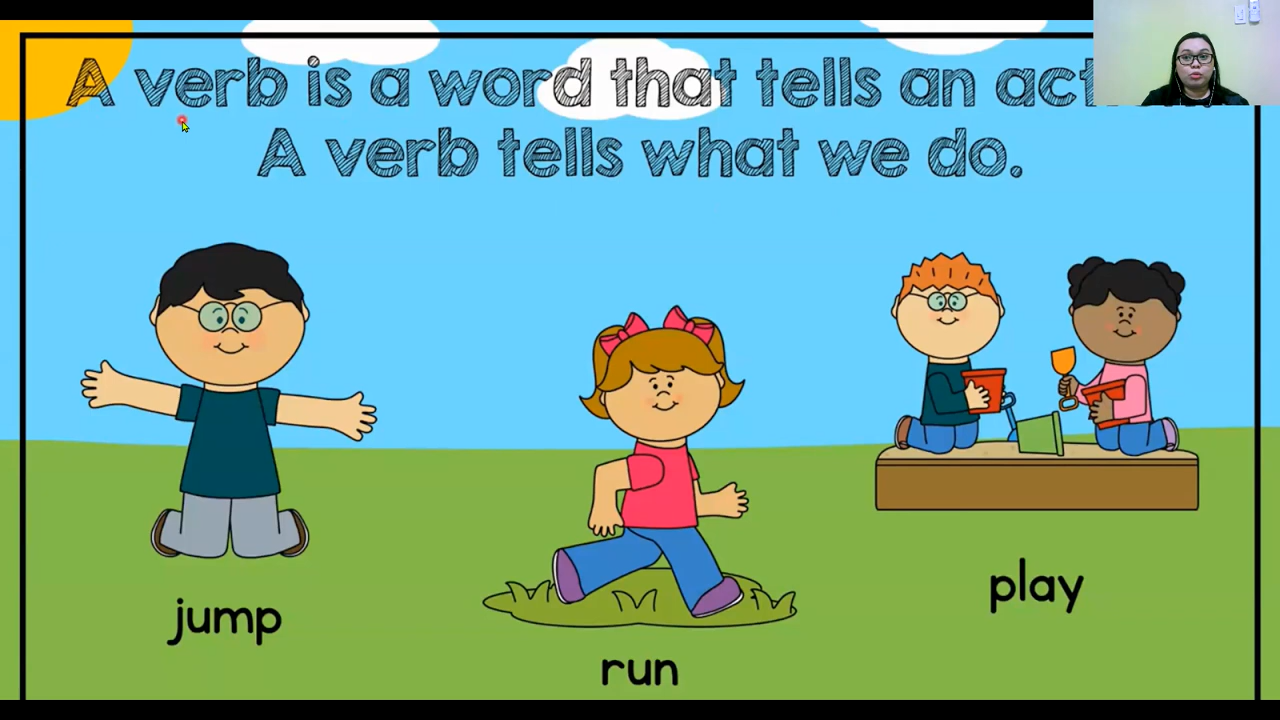 A verb is a word that tells an
A verb tells what we do.
jump
run
play